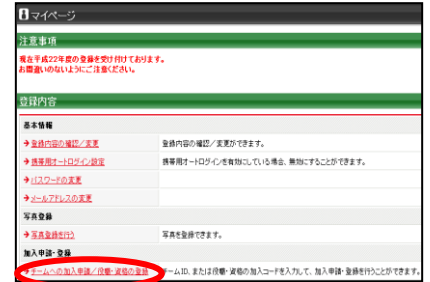 マイページ
注意事項
現在平成22年度の登録を受け付けております。
お間違いのないようにご注意ください。
登録内容
基本情報
登録内容の確認/変更 登録内容の確認/変更ができます。
携帯用オートログイン設定 携帯用オートログインを有効にしている場合、無効にすることができます。
パスワードの変更
メールアドレスの変更
写真登録
写真登録を行う 写真を登録できます。
加入申請・登録
チームへの加入申請/役職・資格の登録 チームID、または役職・資格の加入コードを入力して、加入申請・登録を行うことができます。